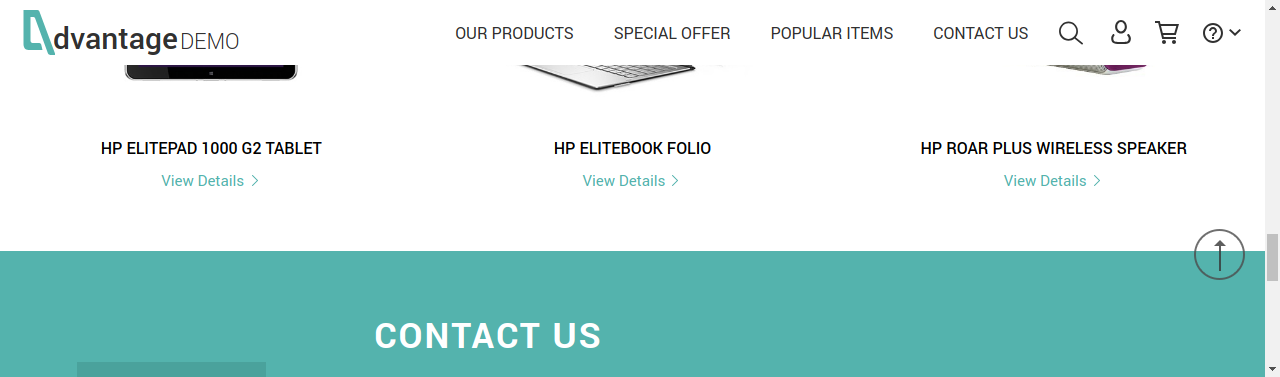 dvantage DEMO
OUR PRODUCTS SPECIAL OFFER POPULAR ITEMS CONTACT US
HP ELITEPAD 1000 G2 TABLET
View Details
HP ELITEBOOK FOLIO
View Details
HP ROAR PLUS WIRELESS SPEAKER
View Details
CONTACT US